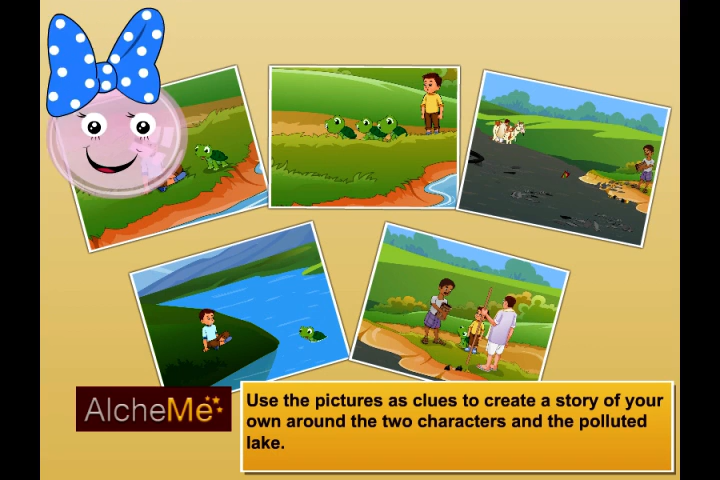 AlcheMe
Use the pictures as clues to create a story of your
own around the two characters and the polluted
lake.